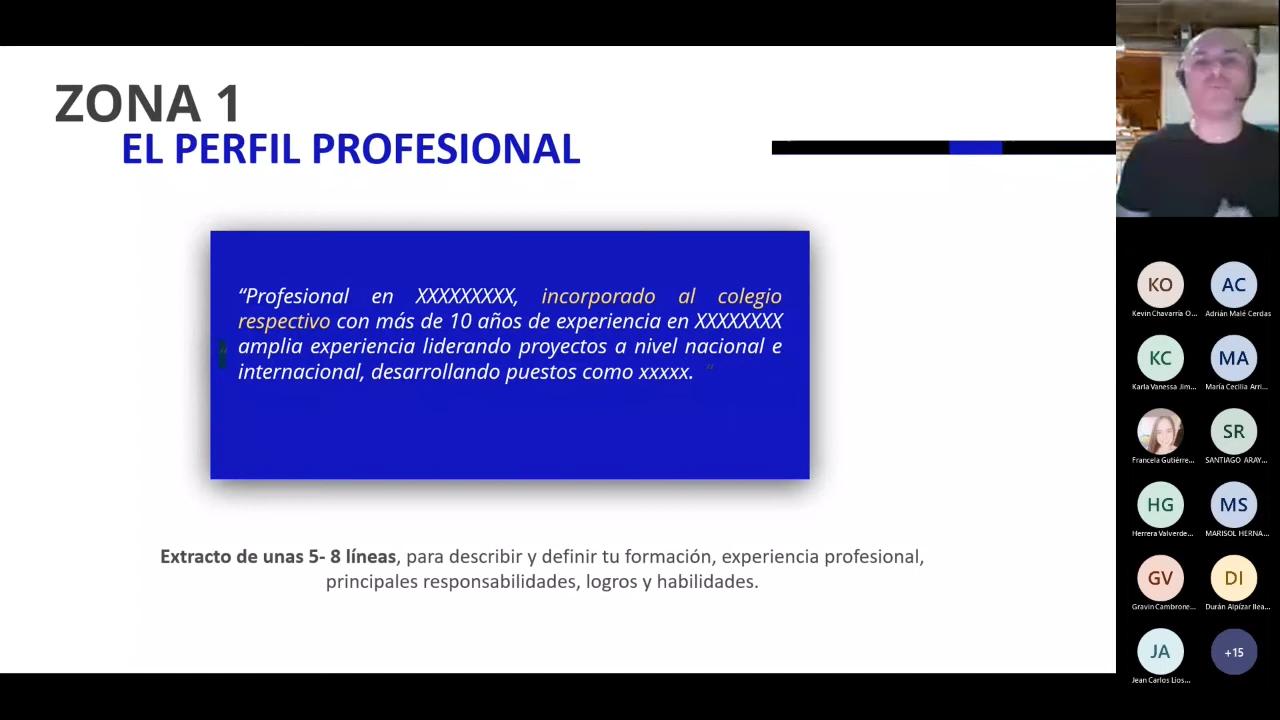 ZONA 1
EL PERFIL PROFESIONAL
“Profesional en XXXXXXXXX, incorporado al colegio
respectivo con más de 10 años de experiencia en XXXXXXXX
amplia experiencia liderando proyectos a nivel nacional e
internacional, desarrollando puestos como xxxxx. “
Extracto de unas 5- 8 líneas, para describir y definir tu formación, experiencia profesional,
principales responsabilidades, logros y habilidades.
KO
AC
Kevin Chavarría O...
Adrián Malé Cerdas
KC
MA
Karla Vanessa Jim...
María Cecilia Arri...
SR
Francela Gutiérre...
SANTIAGO ARAY...
HG
MS
Herrera Valverde...
MARISOL HERNA...
GV
DI
Gravin Cambrone...
Durán Alpízar Ilea...
JA
+15
Jean Carlos Lios...